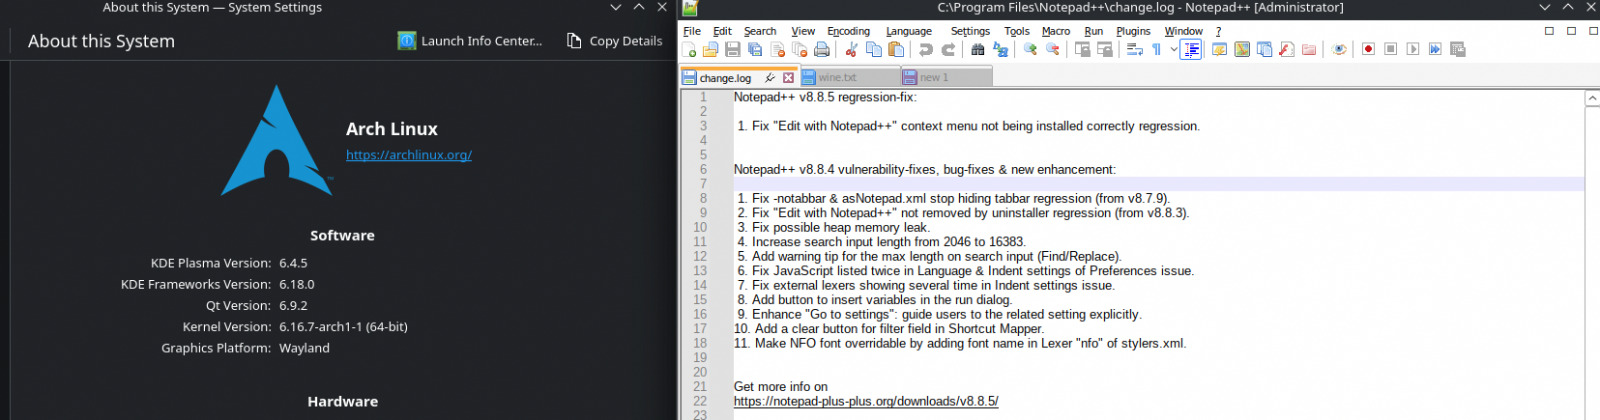 About this System — System Settings
About this System
Launch Info Center...
Copy Details
Arch Linux
https://archlinux.org/
Software
KDE Plasma Version: 6.4.5
KDE Frameworks Version: 6.18.0
Qt Version: 6.9.2
Kernel Version: 6.16.7-arch1-1 (64-bit)
Graphics Platform: Wayland
Hardware
C:\Program Files\Notepad++\change.log - Notepad++ [Administrator]
File Edit Search View Encoding Language Settings Tools Macro Run Plugins Window ?
change.log wine.txt new 1
1 Notepad++ v8.8.5 regression-fix:
2
3 1. Fix "Edit with Notepad++" context menu not being installed correctly regression.
4
5
6 Notepad++ v8.8.4 vulnerability-fixes, bug-fixes & new enhancement:
7
8 1. Fix -notabbar & asNotepad.xml stop hiding tabbar regression (from v8.7.9).
9 2. Fix "Edit with Notepad++" not removed by uninstaller regression (from v8.8.3).
10 3. Fix possible heap memory leak.
11 4. Increase search input length from 2046 to 16383.
12 5. Add warning tip for the max length on search input (Find/Replace).
13 6. Fix JavaScript listed twice in Language & Indent settings of Preferences issue.
14 7. Fix external lexers showing several time in Indent settings issue.
15 8. Add button to insert variables in the run dialog.
16 9. Enhance "Go to settings": guide users to the related setting explicitly.
17 10. Add a clear button for filter field in Shortcut Mapper.
18 11. Make NFO font overridable by adding font name in Lexer "nfo" of stylers.xml.
19
20
21 Get more info on
22 https://notepad-plus-plus.org/downloads/v8.8.5/
23